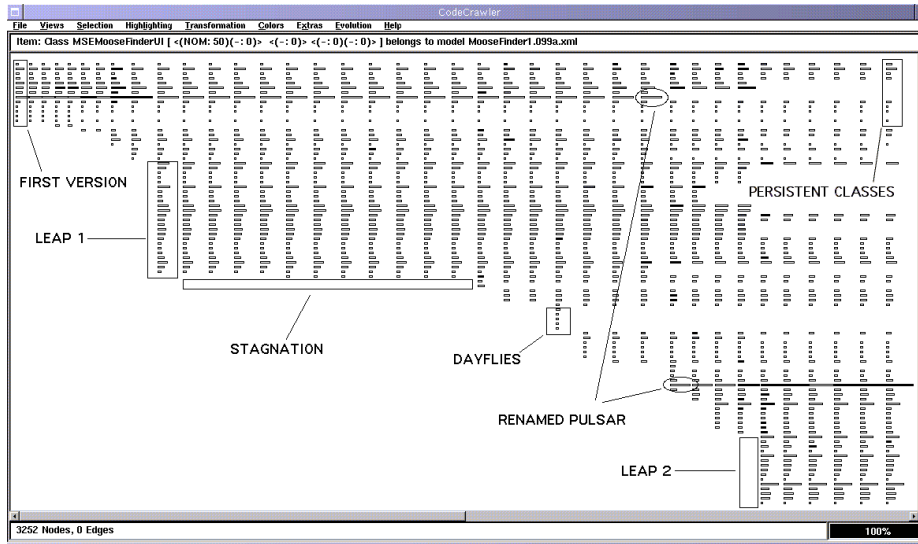 CodeCrawler
File Views Selection Highlighting Transformation Colors Extras Evolution Help
Item: Class MSEMooseFinderUI [ <(NOM: 50)(-: 0)> <(-: 0)> <(-: 0)(-: 0)> ] belongs to model MooseFinder1.099a.xml
FIRST VERSION
PERSISTENT CLASSES
LEAP 1
STAGNATION
DAYFLIES
RENAMED PULSAR
LEAP 2
3252 Nodes, 0 Edges
100%